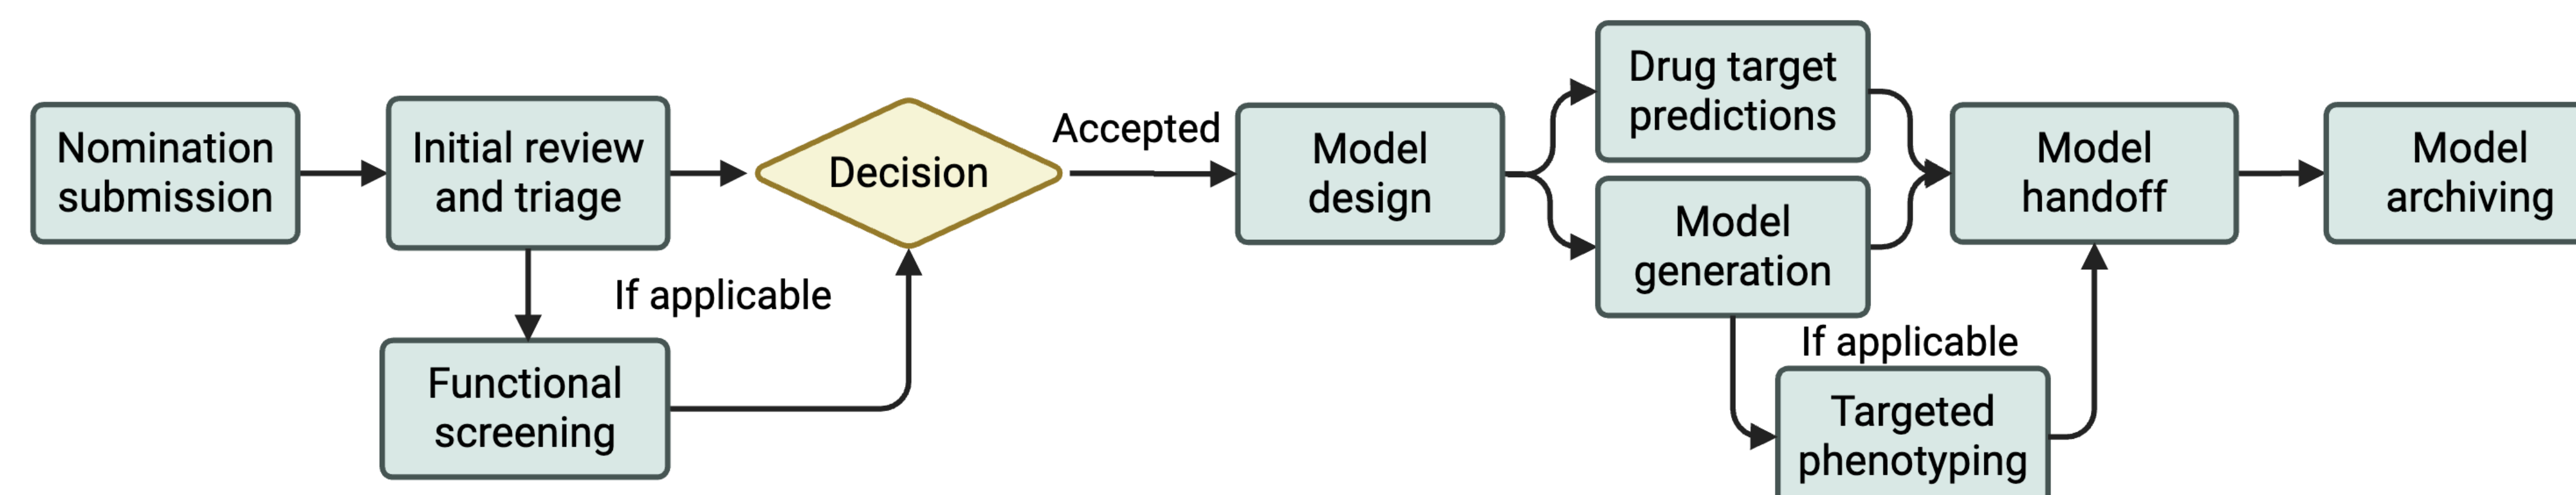 Nomination
submission
Initial review
and triage
If applicable
Functional
screening
Decision
Accepted
Model
design
Drug target
predictions
Model
generation
If applicable
Targeted
phenotyping
Model
handoff
Model
archiving